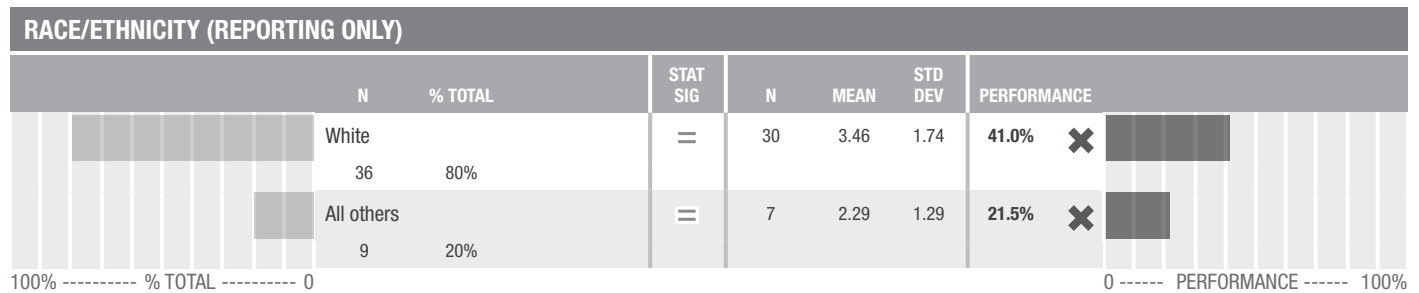 RACE/ETHNICITY (REPORTING ONLY)
N % TOTAL STAT SIG N MEAN STD DEV PERFORMANCE
White = 30 3.46 1.74 41.0% ✖
36 80%
All others = 7 2.29 1.29 21.5% ✖
9 20%
100% ---------- % TOTAL ---------- 0 0 ------ PERFORMANCE ------ 100%